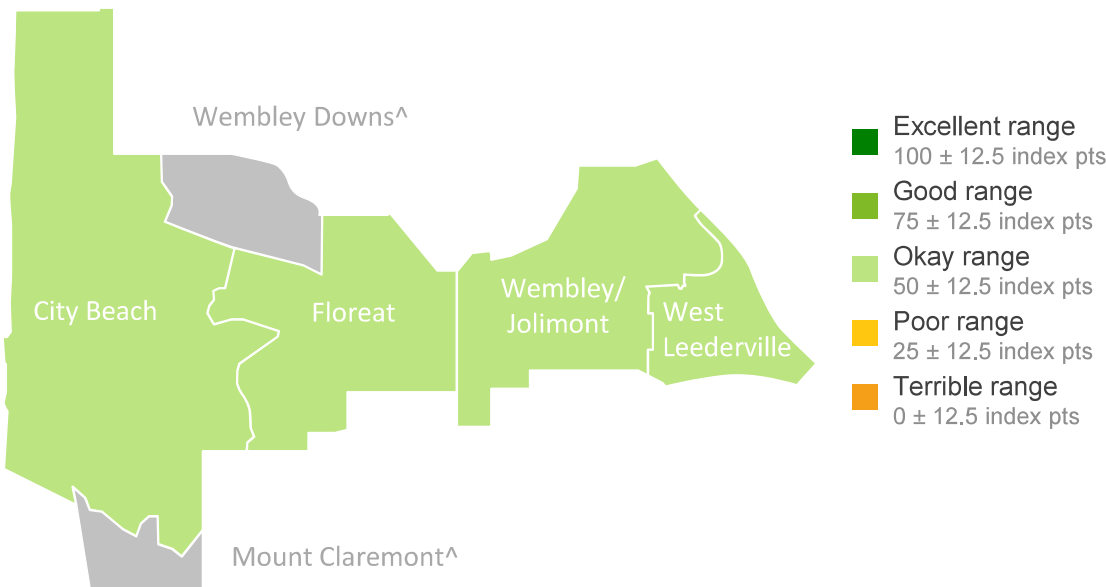 Wembley Downs^
City Beach
Floreat
Wembley/
Jolimont
West
Leederville
Mount Claremont^
Excellent range
100 ± 12.5 index pts
Good range
75 ± 12.5 index pts
Okay range
50 ± 12.5 index pts
Poor range
25 ± 12.5 index pts
Terrible range
0 ± 12.5 index pts